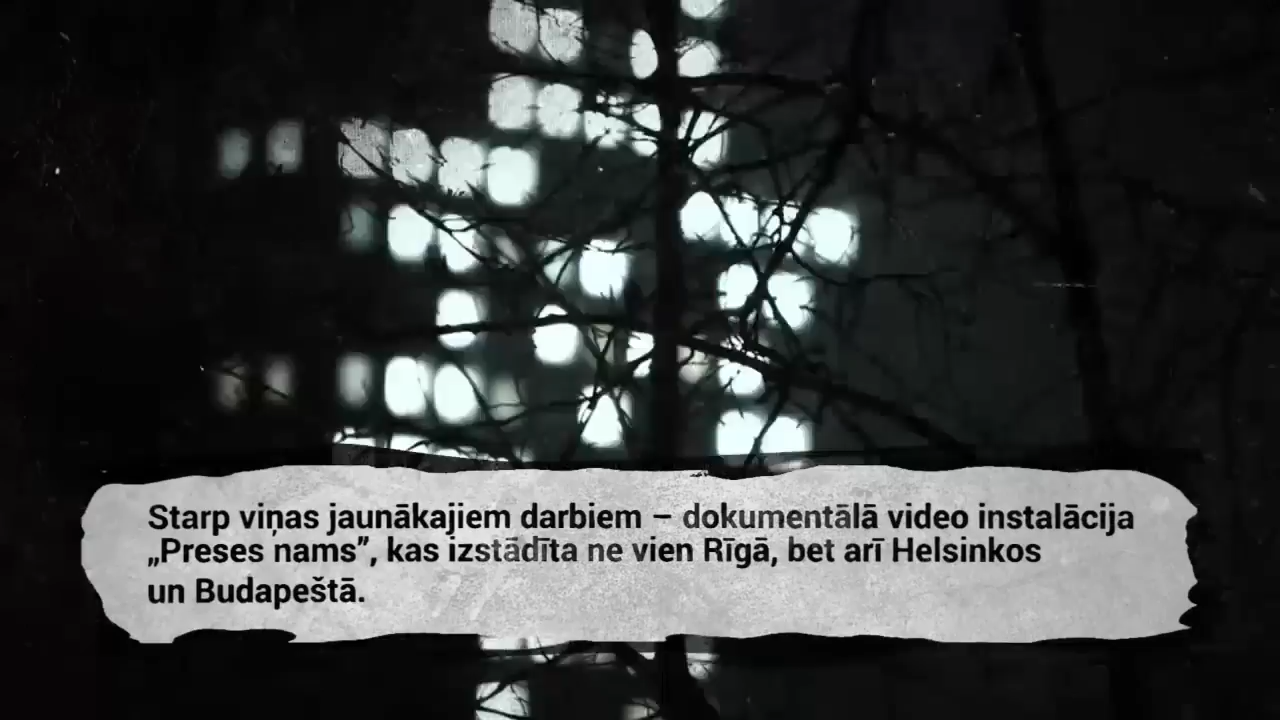 Starp viņas jaunākajiem darbiem – dokumentālā video instalācija
„Preses nams”, kas izstādīta ne vien Rīgā, bet arī Helsinkos
un Budapeštā.